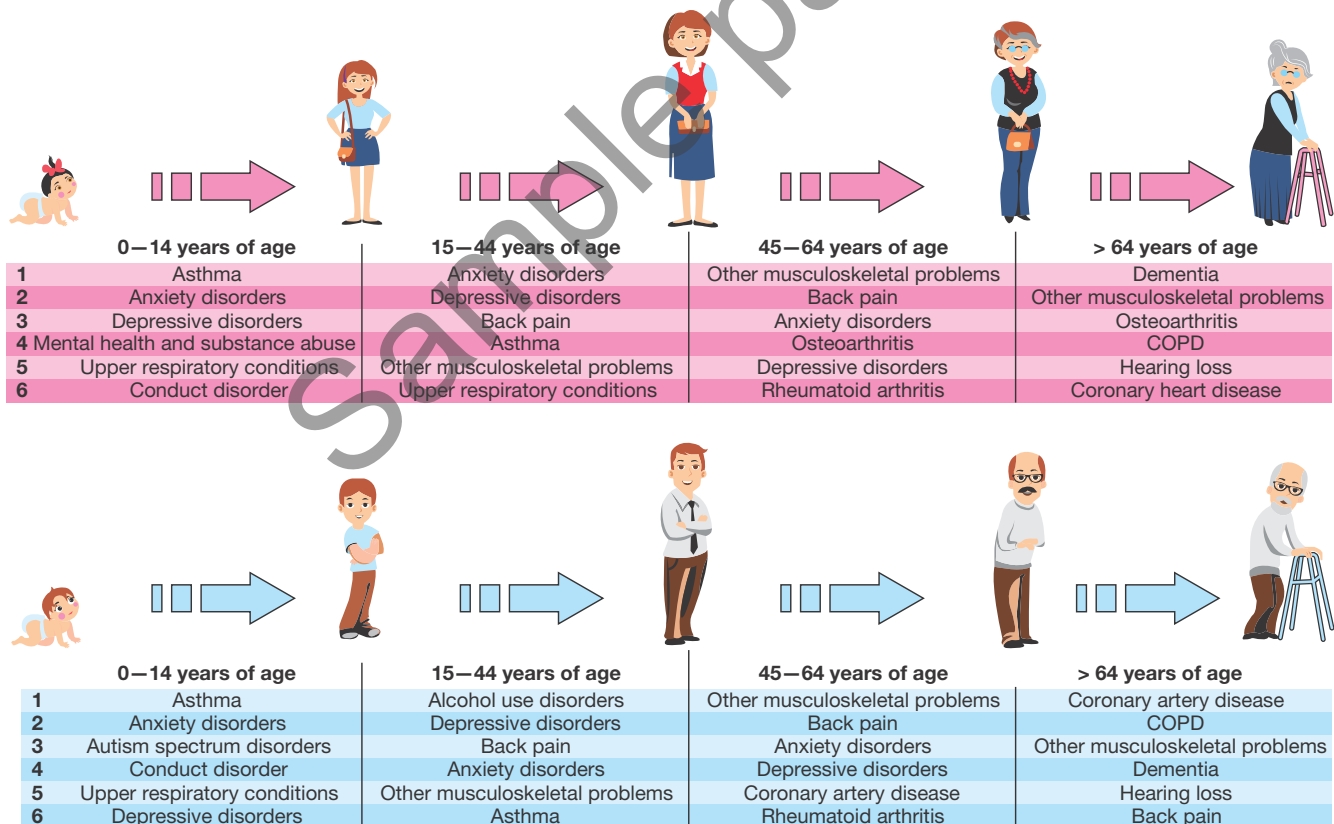 Sample pa
0—14 years of age 15—44 years of age 45—64 years of age > 64 years of age
1 Asthma Anxiety disorders Other musculoskeletal problems Dementia
2 Anxiety disorders Depressive disorders Back pain Other musculoskeletal problems
3 Depressive disorders Back pain Anxiety disorders Osteoarthritis
4 Mental health and substance abuse Asthma Osteoarthritis COPD
5 Upper respiratory conditions Other musculoskeletal problems Depressive disorders Hearing loss
6 Conduct disorder Upper respiratory conditions Rheumatoid arthritis Coronary heart disease
0—14 years of age 15—44 years of age 45—64 years of age > 64 years of age
1 Asthma Alcohol use disorders Other musculoskeletal problems Coronary artery disease
2 Anxiety disorders Depressive disorders Back pain COPD
3 Autism spectrum disorders Back pain Anxiety disorders Other musculoskeletal problems
4 Conduct disorder Anxiety disorders Depressive disorders Dementia
5 Upper respiratory conditions Other musculoskeletal problems Coronary artery disease Hearing loss
6 Depressive disorders Asthma Rheumatoid arthritis Back pain